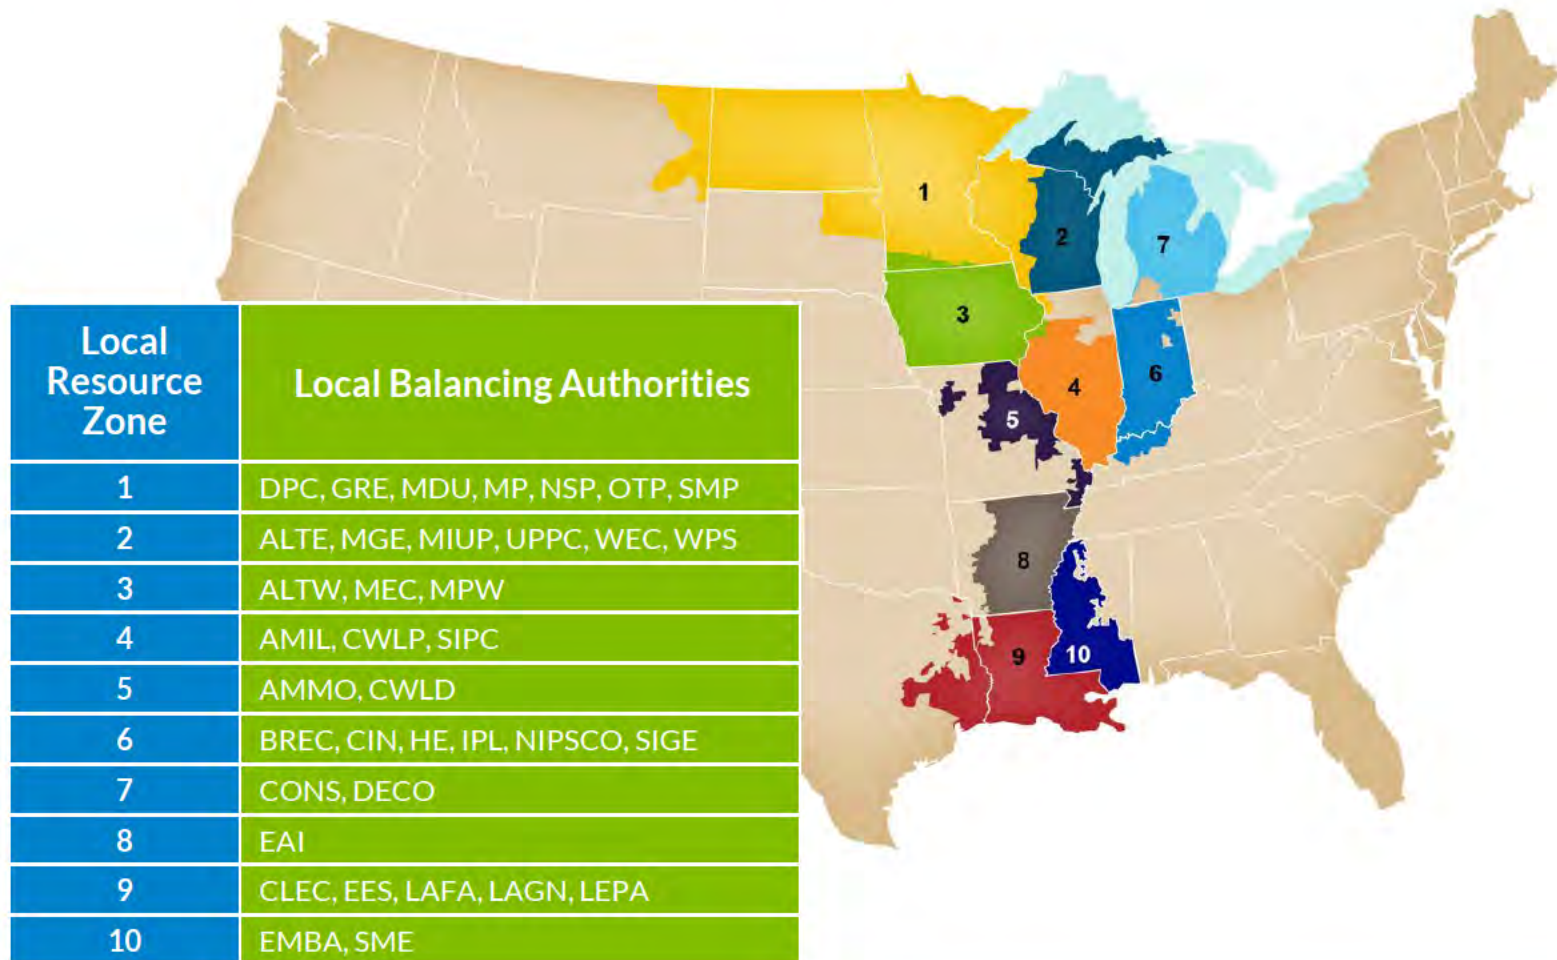 1
2
7
3
4
6
5
8
9
10
Local
Resource
Zone
Local Balancing Authorities
1 DPC, GRE, MDU, MP, NSP, OTP, SMP
2 ALTE, MGE, MIUP, UPPC, WEC, WPS
3 ALTW, MEC, MPW
4 AMIL, CWLP, SIPC
5 AMMO, CWLD
6 BREC, CIN, HE, IPL, NIPSCO, SIGE
7 CONS, DECO
8 EAI
9 CLEC, EES, LAFA, LAGN, LEPA
10 EMBA, SME